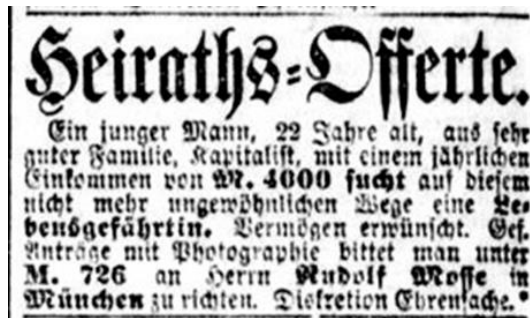 Heiraths-Offerte.
Ein junger Mann, 22 Jahre alt, aus sehr
guter Familie, Kapitalist, mit einem jährlichen
Einkommen von M. 4000 sucht auf diesem
nicht mehr ungewöhnlichen Wege eine Le-
bensgefährtin. Vermögen erwünscht. Gef.
Anträge mit Photographie bittet man unter
M. 726 an Herrn Rudolf Mosse in
München zu richten. Diskretion Ehrensache.